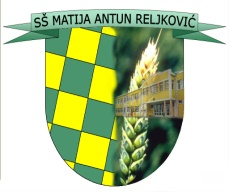 SŠ MATIJA ANTUN RELJKOVIĆ